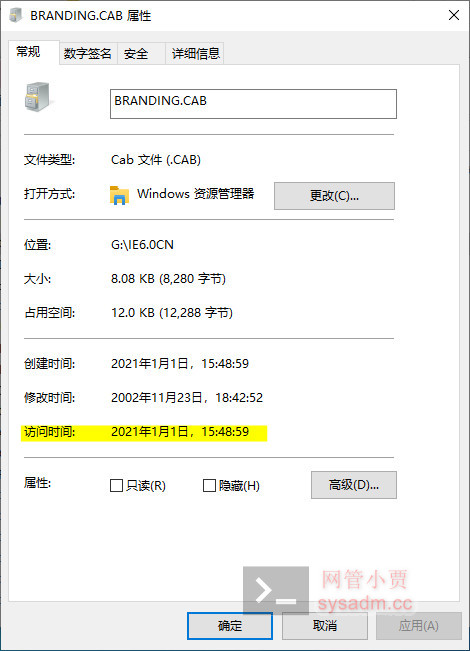 BRANDING.CAB 属性
常规 数字签名 安全 详细信息
BRANDING.CAB
文件类型: Cab 文件 (.CAB)
打开方式: Windows 资源管理器 更改(C)...
位置: G:\IE6.0CN
大小: 8.08 KB (8,280 字节)
占用空间: 12.0 KB (12,288 字节)
创建时间: 2021年1月1日，15:48:59
修改时间: 2002年11月23日，18:42:52
访问时间: 2021年1月1日，15:48:59
属性: 只读(R) 隐藏(H) 高级(D)...
网管小贾
sysadm.cc
确定 取消 应用(A)